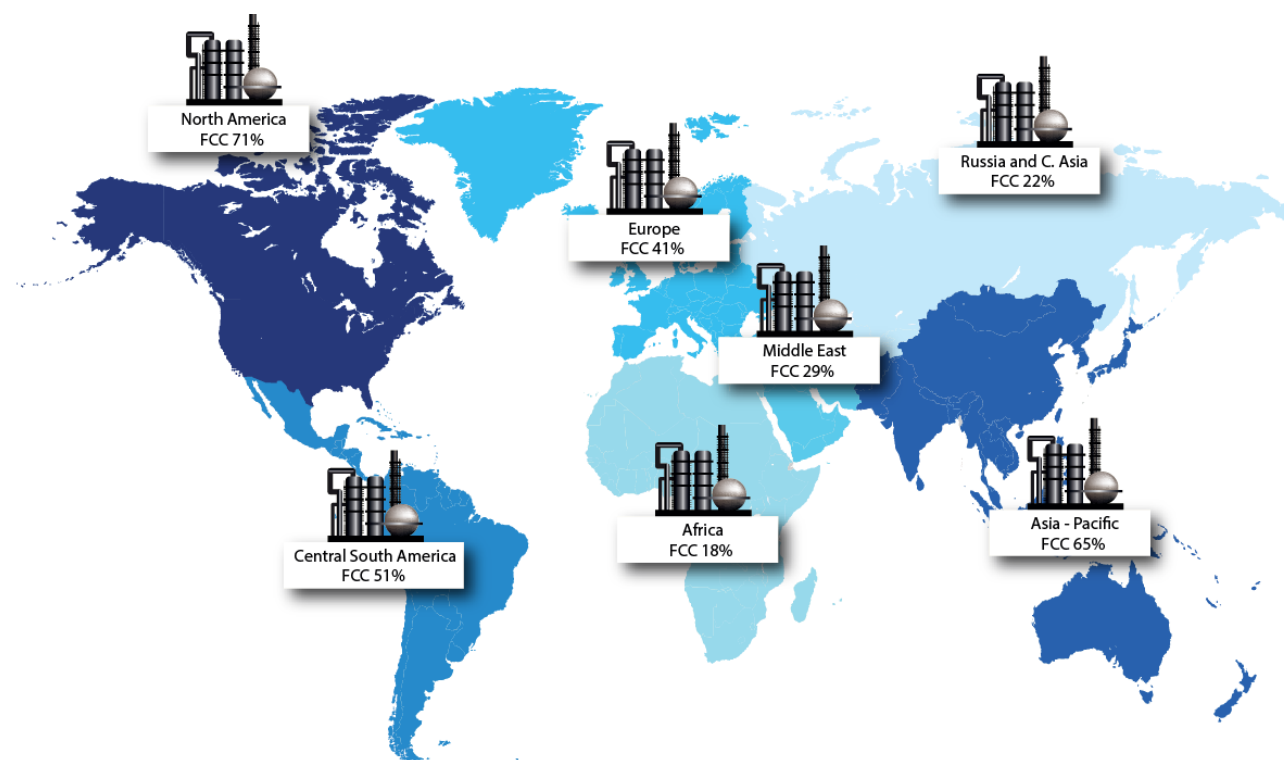 North America
FCC 71%
Russia and C. Asia
FCC 22%
Europe
FCC 41%
Middle East
FCC 29%
Africa
FCC 18%
Asia - Pacific
FCC 65%
Central South America
FCC 51%